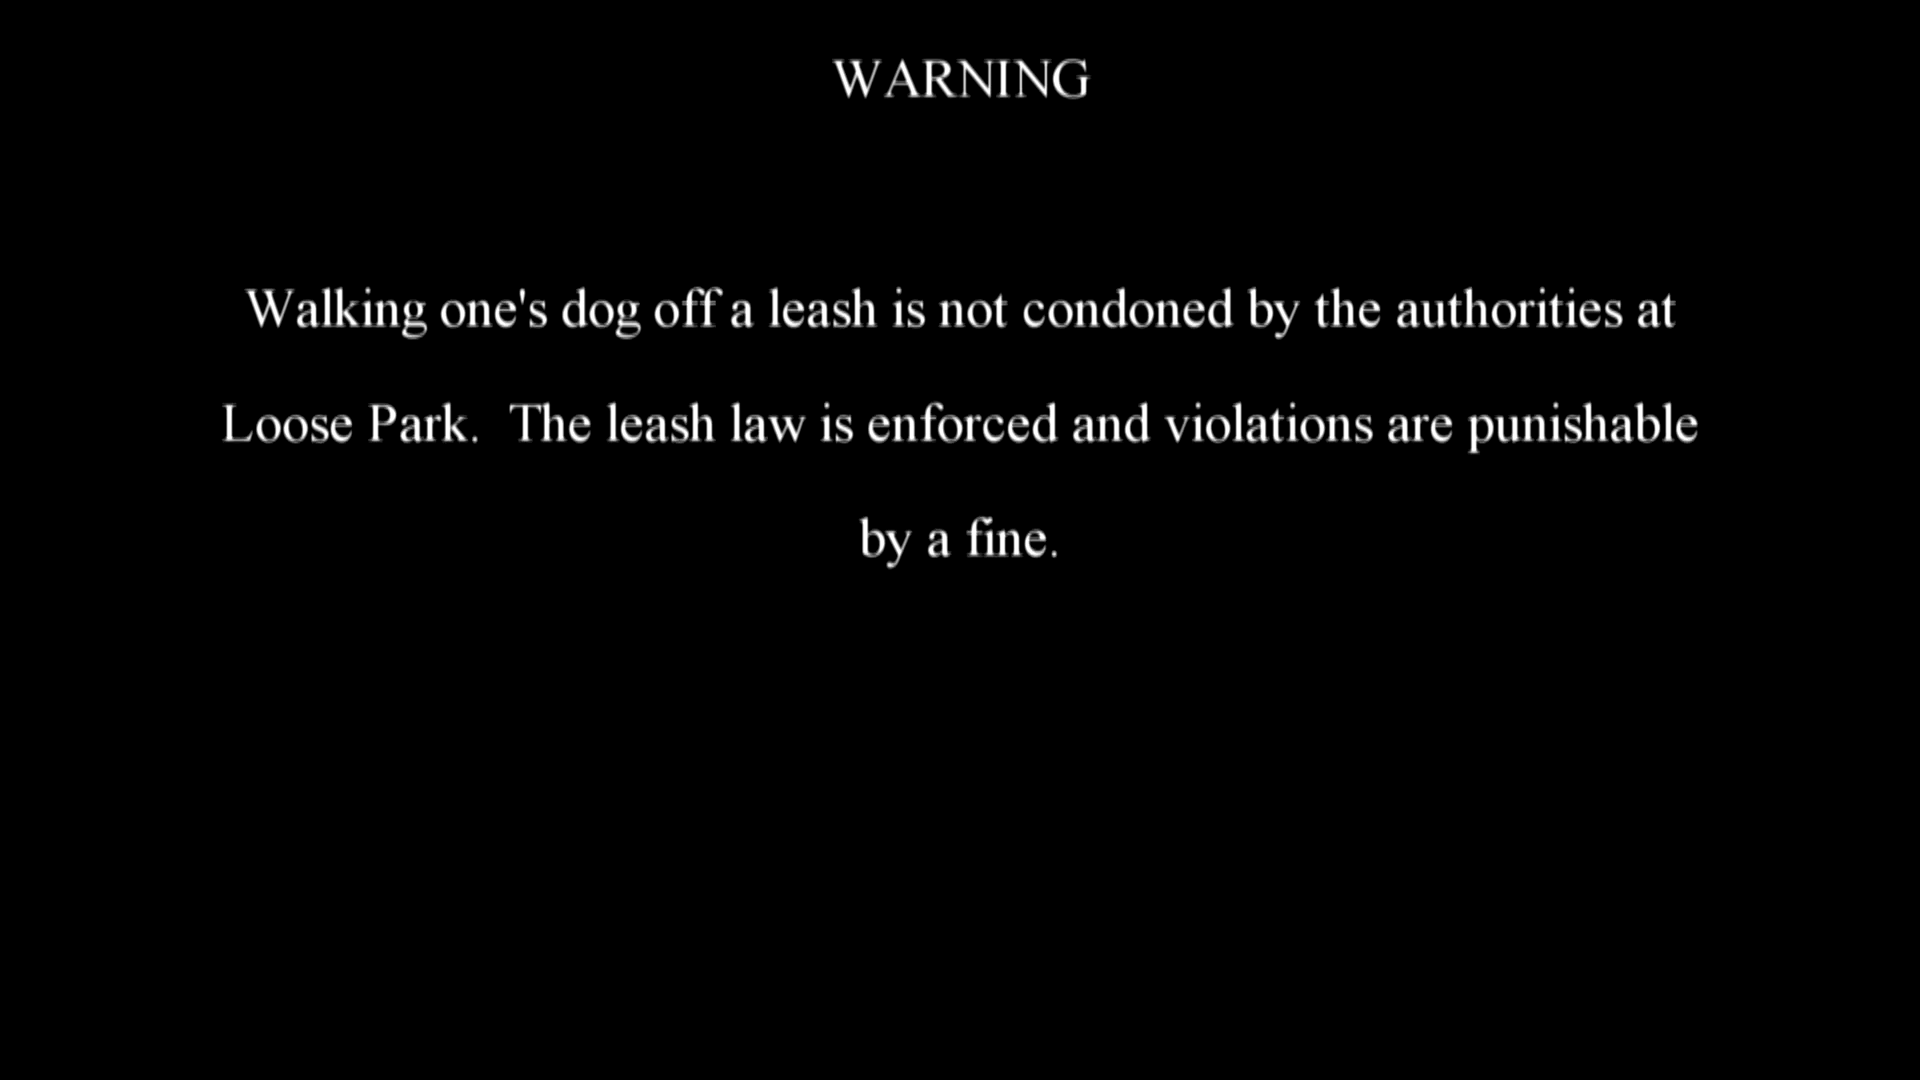 WARNING
Walking one's dog off a leash is not condoned by the authorities at
Loose Park.  The leash law is enforced and violations are punishable
by a fine.